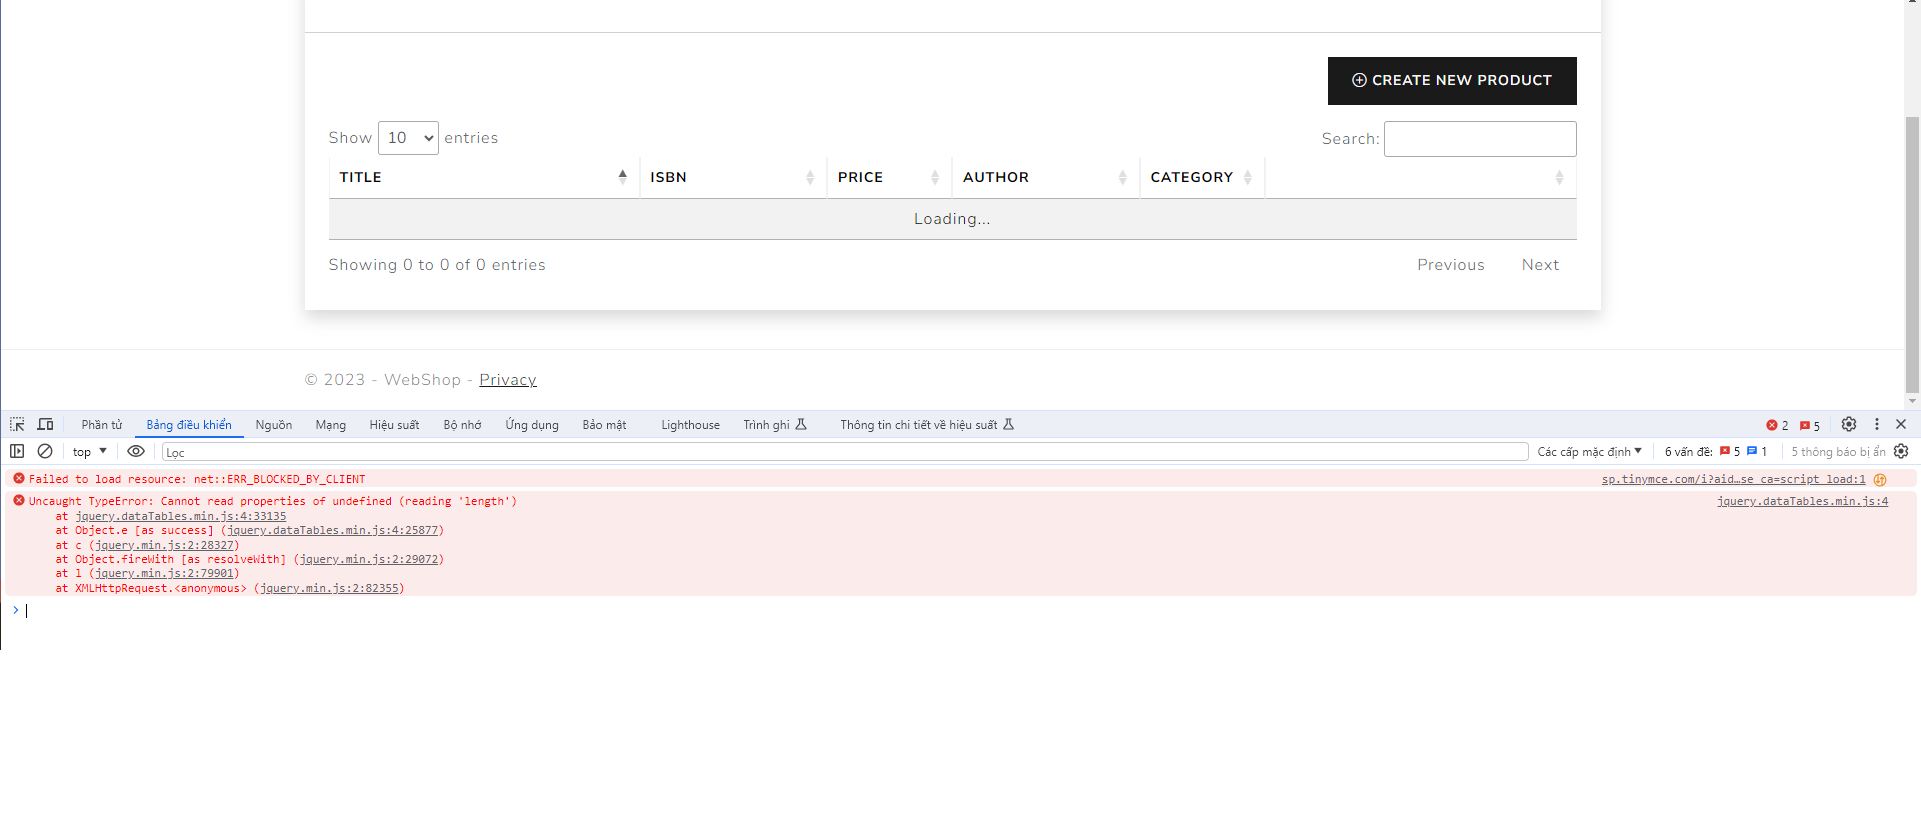 CREATE NEW PRODUCT
Show 10 entries
Search:
TITLE ISBN PRICE AUTHOR CATEGORY
Loading...
Showing 0 to 0 of 0 entries
Previous Next
© 2023 - WebShop - Privacy
Phần tử Bảng điều khiển Nguồn Mạng Hiệu suất Bộ nhớ Ứng dụng Bảo mật Lighthouse Trình ghi Thông tin chi tiết về hiệu suất 2 5
top Lọc Các cấp mặc định 6 vấn đề: 5 1 5 thông báo bị ẩn
Failed to load resource: net::ERR_BLOCKED_BY_CLIENT sp.tinymce.com/i?aid…se_ca=script_load:1
Uncaught TypeError: Cannot read properties of undefined (reading 'length') jquery.dataTables.min.js:4
at jquery.dataTables.min.js:4:33135
at Object.e [as success] (jquery.dataTables.min.js:4:25877)
at c (jquery.min.js:2:28327)
at Object.fireWith [as resolveWith] (jquery.min.js:2:29072)
at l (jquery.min.js:2:79901)
at XMLHttpRequest.<anonymous> (jquery.min.js:2:82355)